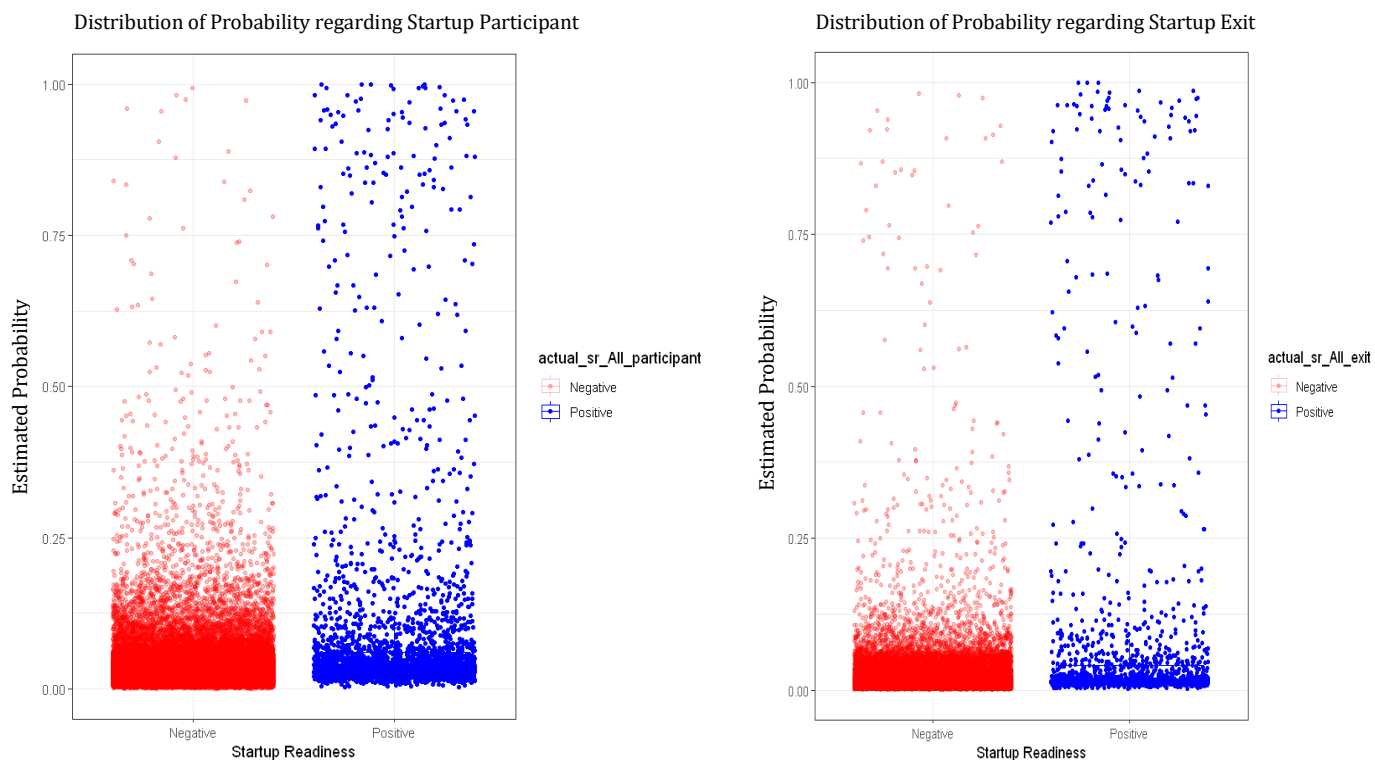 Distribution of Probability regarding Startup Participant
Estimated Probability
1.00
0.75
0.50
0.25
0.00
Negative
Positive
Startup Readiness
actual_sr_All_participant
Negative
Positive
Distribution of Probability regarding Startup Exit
Estimated Probability
1.00
0.75
0.50
0.25
0.00
Negative
Positive
Startup Readiness
actual_sr_All_exit
Negative
Positive